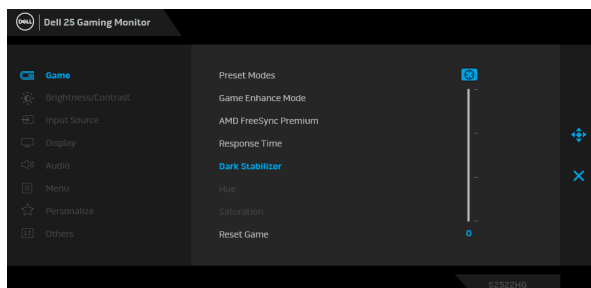 DELL Dell 25 Gaming Monitor
Game
Brightness/Contrast
Input Source
Display
Audio
Menu
Personalize
Others
Preset Modes
Game Enhance Mode
AMD FreeSync Premium
Response Time
Dark Stabilizer
Hue
Saturation
Reset Game
0
S2522HG